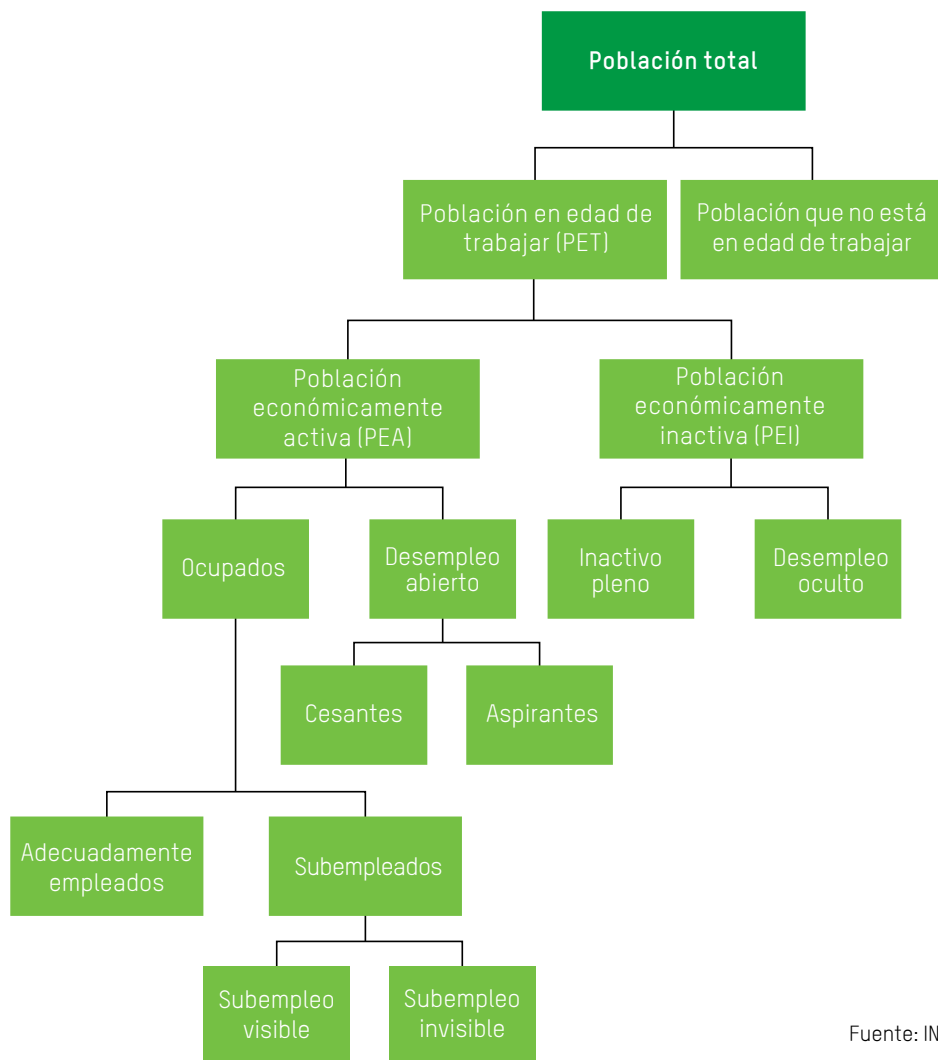 Población total
Población en edad de
trabajar (PET)
Población que no está
en edad de trabajar
Población
económicamente
activa (PEA)
Población
económicamente
inactiva (PEI)
Ocupados
Desempleo
abierto
Inactivo
pleno
Desempleo
oculto
Cesantes
Aspirantes
Adecuadamente
empleados
Subempleados
Subempleo
visible
Subempleo
invisible
Fuente: IN